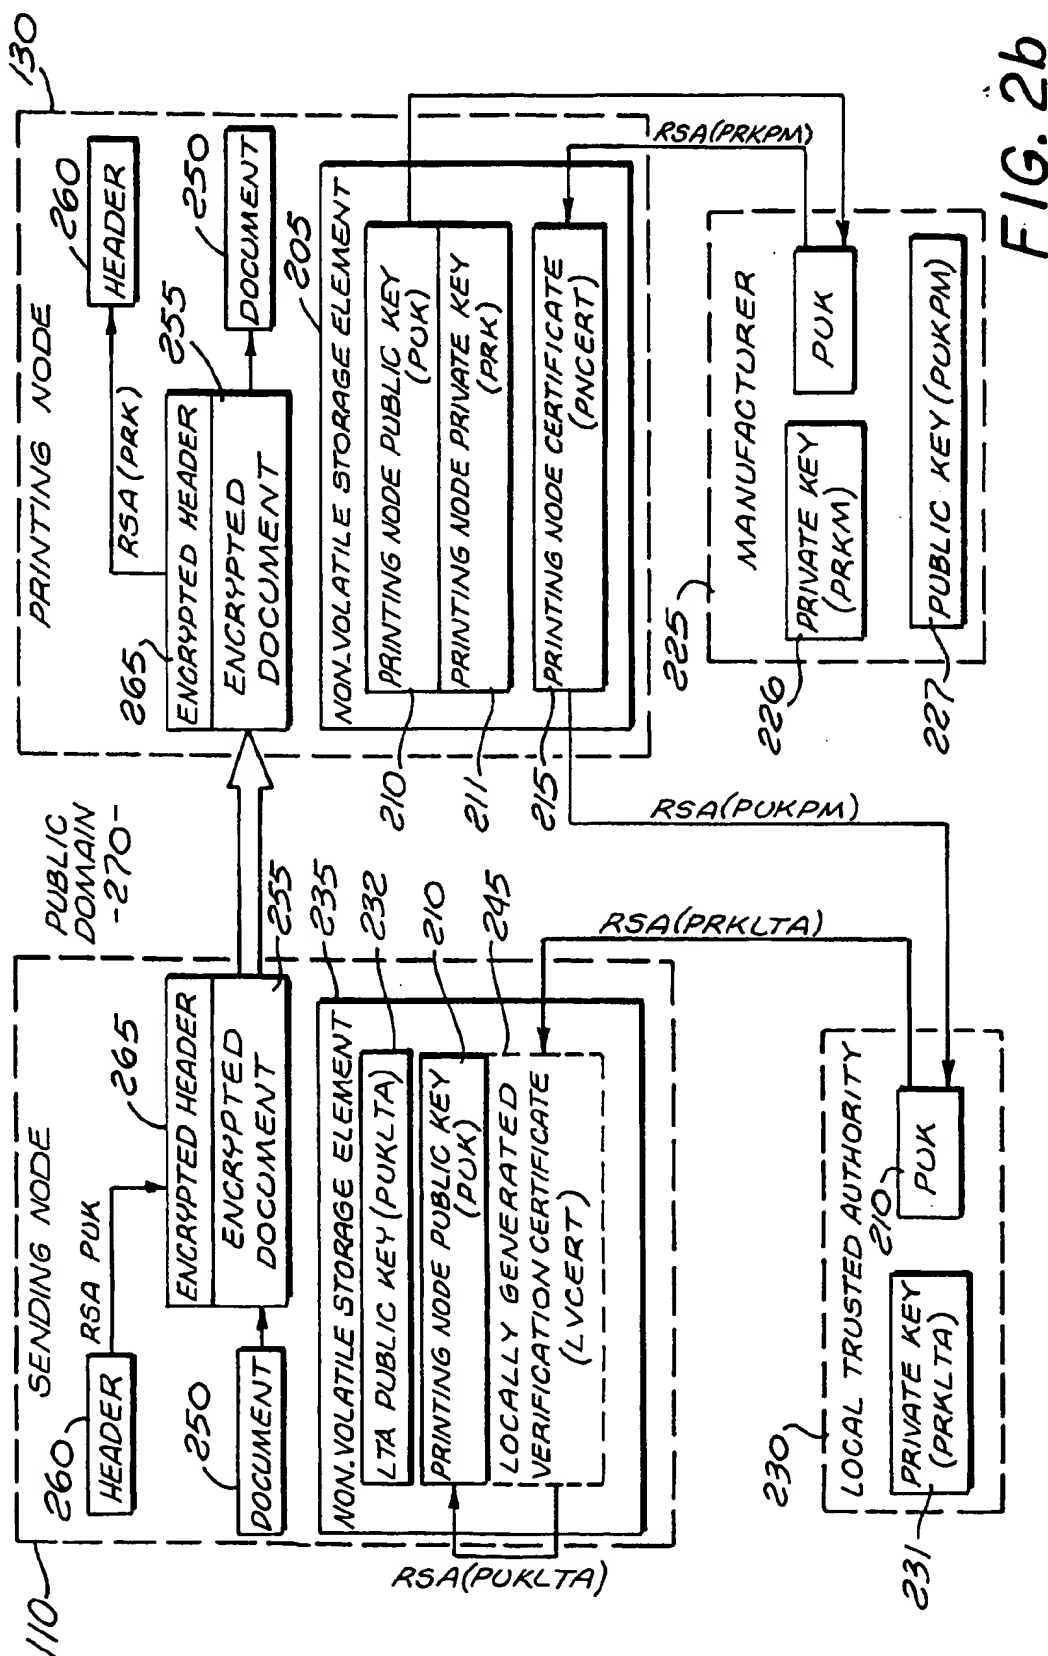 110
SENDING NODE
260
HEADER
RSA PUK
265
ENCRYPTED HEADER
ENCRYPTED
DOCUMENT
250
DOCUMENT
255
235
NON-VOLATILE STORAGE ELEMENT
232
LTA PUBLIC KEY (PUKLTA)
210
PRINTING NODE PUBLIC KEY
(PUK)
245
LOCALLY GENERATED
VERIFICATION CERTIFICATE
(LVCERT)
RSA(PUKLTA)
PUBLIC
DOMAIN
-270-
130
PRINTING NODE
260
HEADER
RSA(PRK)
265
ENCRYPTED HEADER
255
ENCRYPTED
DOCUMENT
250
DOCUMENT
205
NON-VOLATILE STORAGE ELEMENT
PRINTING NODE PUBLIC KEY
(PUK)
210
PRINTING NODE PRIVATE KEY
(PRK)
211
PRINTING NODE CERTIFICATE
(PNCERT)
215
RSA(PRKPM)
RSA(PUKPM)
RSA(PRKLTA)
230
LOCAL TRUSTED AUTHORITY
PRIVATE KEY
(PRKLTA)
231
210
PUK
225
MANUFACTURER
PRIVATE KEY
(PRKM)
226
PUK
PUBLIC KEY (PUKPM)
227
FIG. 2b